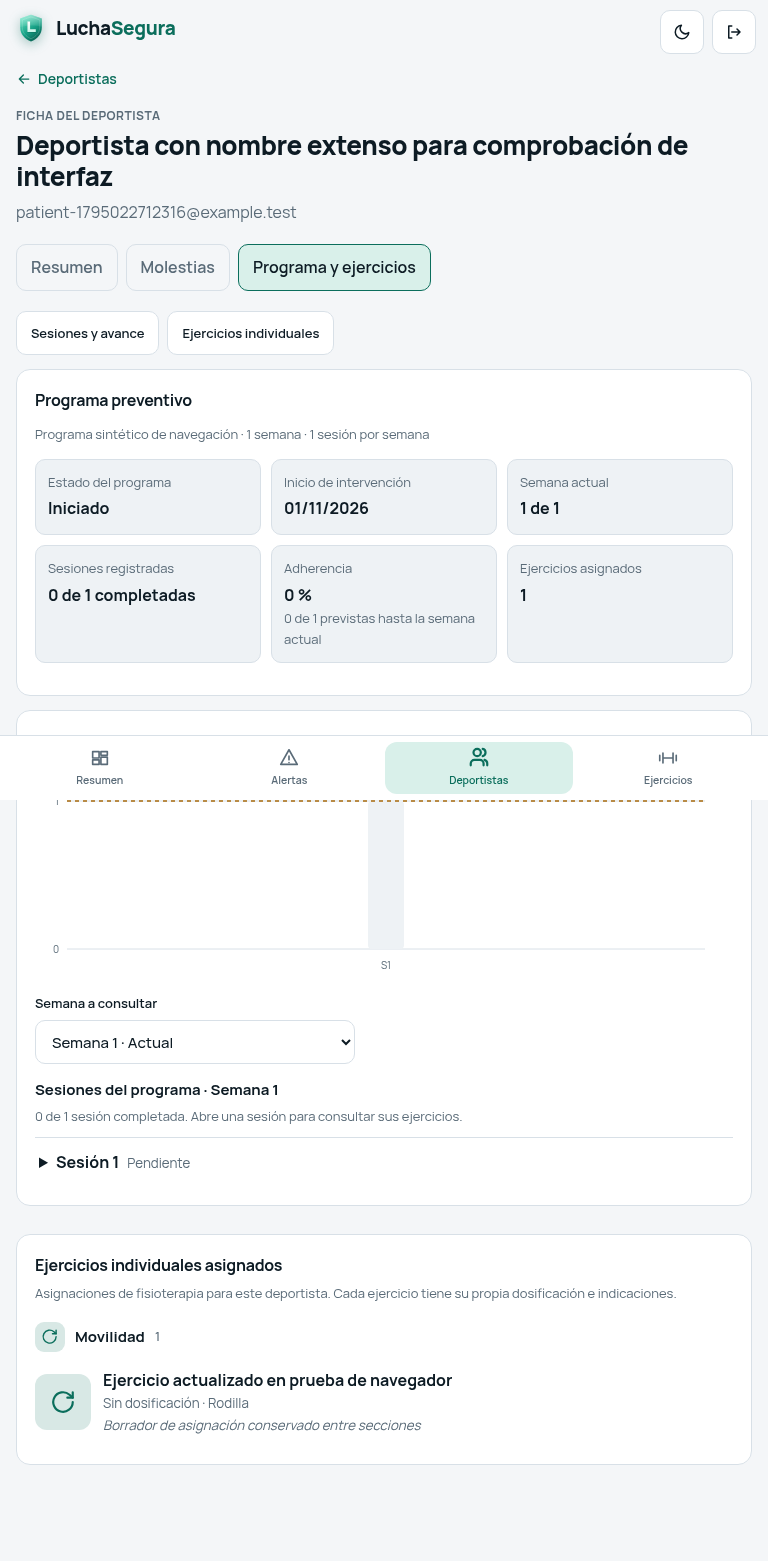 LuchaSegura
← Deportistas
FICHA DEL DEPORTISTA
Deportista con nombre extenso para comprobación de
interfaz
patient-1795022712316@example.test
Resumen
Molestias
Programa y ejercicios
Sesiones y avance
Ejercicios individuales
Programa preventivo
Programa sintético de navegación · 1 semana · 1 sesión por semana
Estado del programa
Iniciado
Inicio de intervención
01/11/2026
Semana actual
1 de 1
Sesiones registradas
0 de 1 completadas
Adherencia
0 %
0 de 1 previstas hasta la semana
actual
Ejercicios asignados
1
Resumen
Alertas
Deportistas
Ejercicios
0
S1
Semana a consultar
Semana 1 · Actual
Sesiones del programa · Semana 1
0 de 1 sesión completada. Abre una sesión para consultar sus ejercicios.
Sesión 1 Pendiente
Ejercicios individuales asignados
Asignaciones de fisioterapia para este deportista. Cada ejercicio tiene su propia dosificación e indicaciones.
Movilidad 1
Ejercicio actualizado en prueba de navegador
Sin dosificación · Rodilla
Borrador de asignación conservado entre secciones